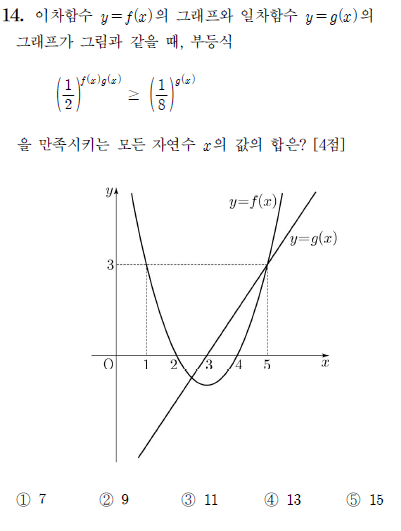 14. 이차함수 y=f(x)의 그래프와 일차함수 y=g(x)의
그래프가 그림과 같을 때, 부등식
(1/2)^{f(x)g(x)} ≥ (1/8)^{g(x)}
을 만족시키는 모든 자연수 x의 값의 합은? [4점]
y
y=f(x)
y=g(x)
3
O 1 2 3 4 5 x
① 7 ② 9 ③ 11 ④ 13 ⑤ 15